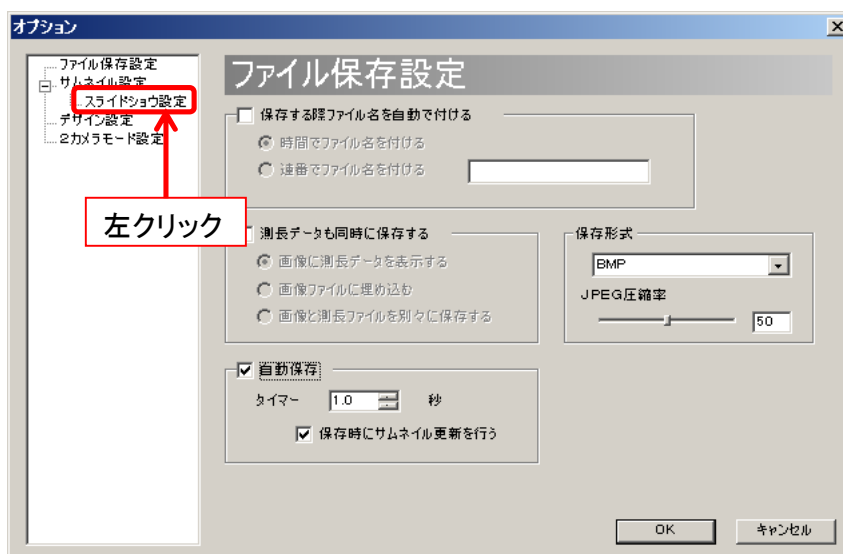 オプション
ファイル保存設定
サムネイル設定
スライドショウ設定
デザイン設定
2カメラモード設定
左クリック
ファイル保存設定
保存する際ファイル名を自動で付ける
時間でファイル名を付ける
連番でファイル名を付ける
測長データも同時に保存する
画像に測長データを表示する
画像ファイルに埋め込む
画像と測長ファイルを別々に保存する
保存形式
BMP
JPEG圧縮率
50
自動保存
タイマー 1.0 秒
保存時にサムネイル更新を行う
OK キャンセル